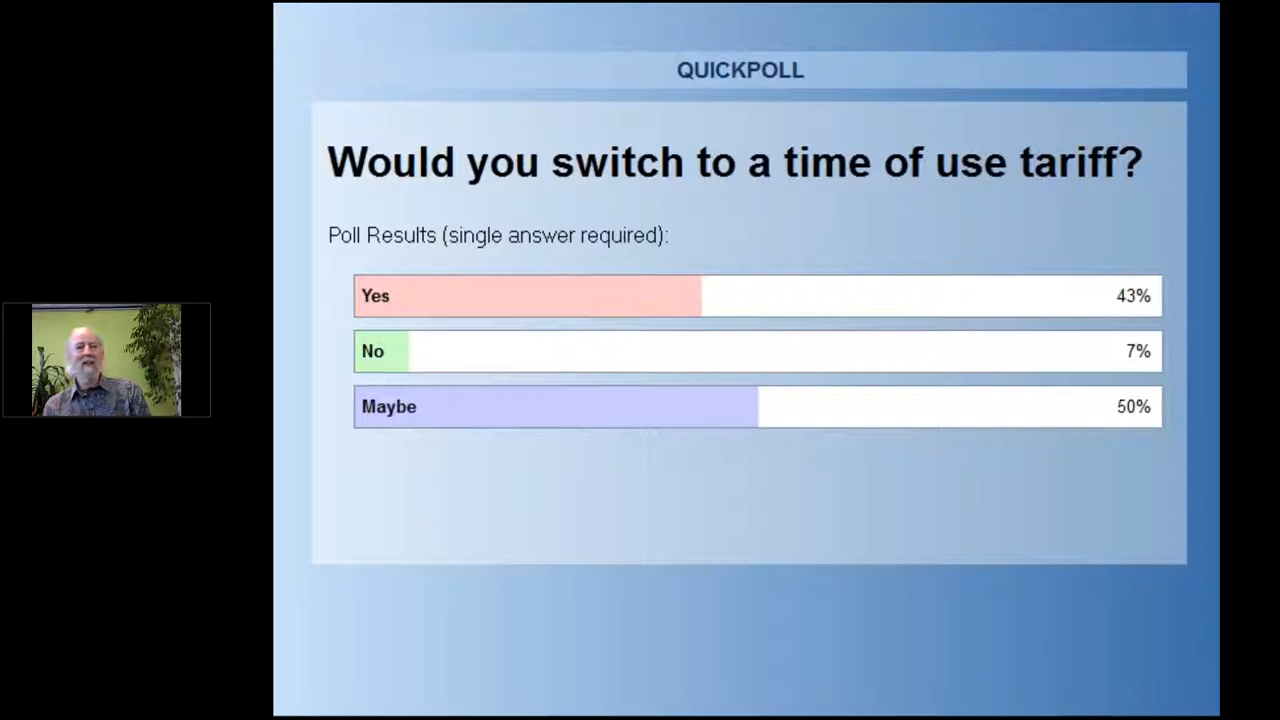 QUICKPOLL
Would you switch to a time of use tariff?
Poll Results (single answer required):
Yes 43%
No 7%
Maybe 50%